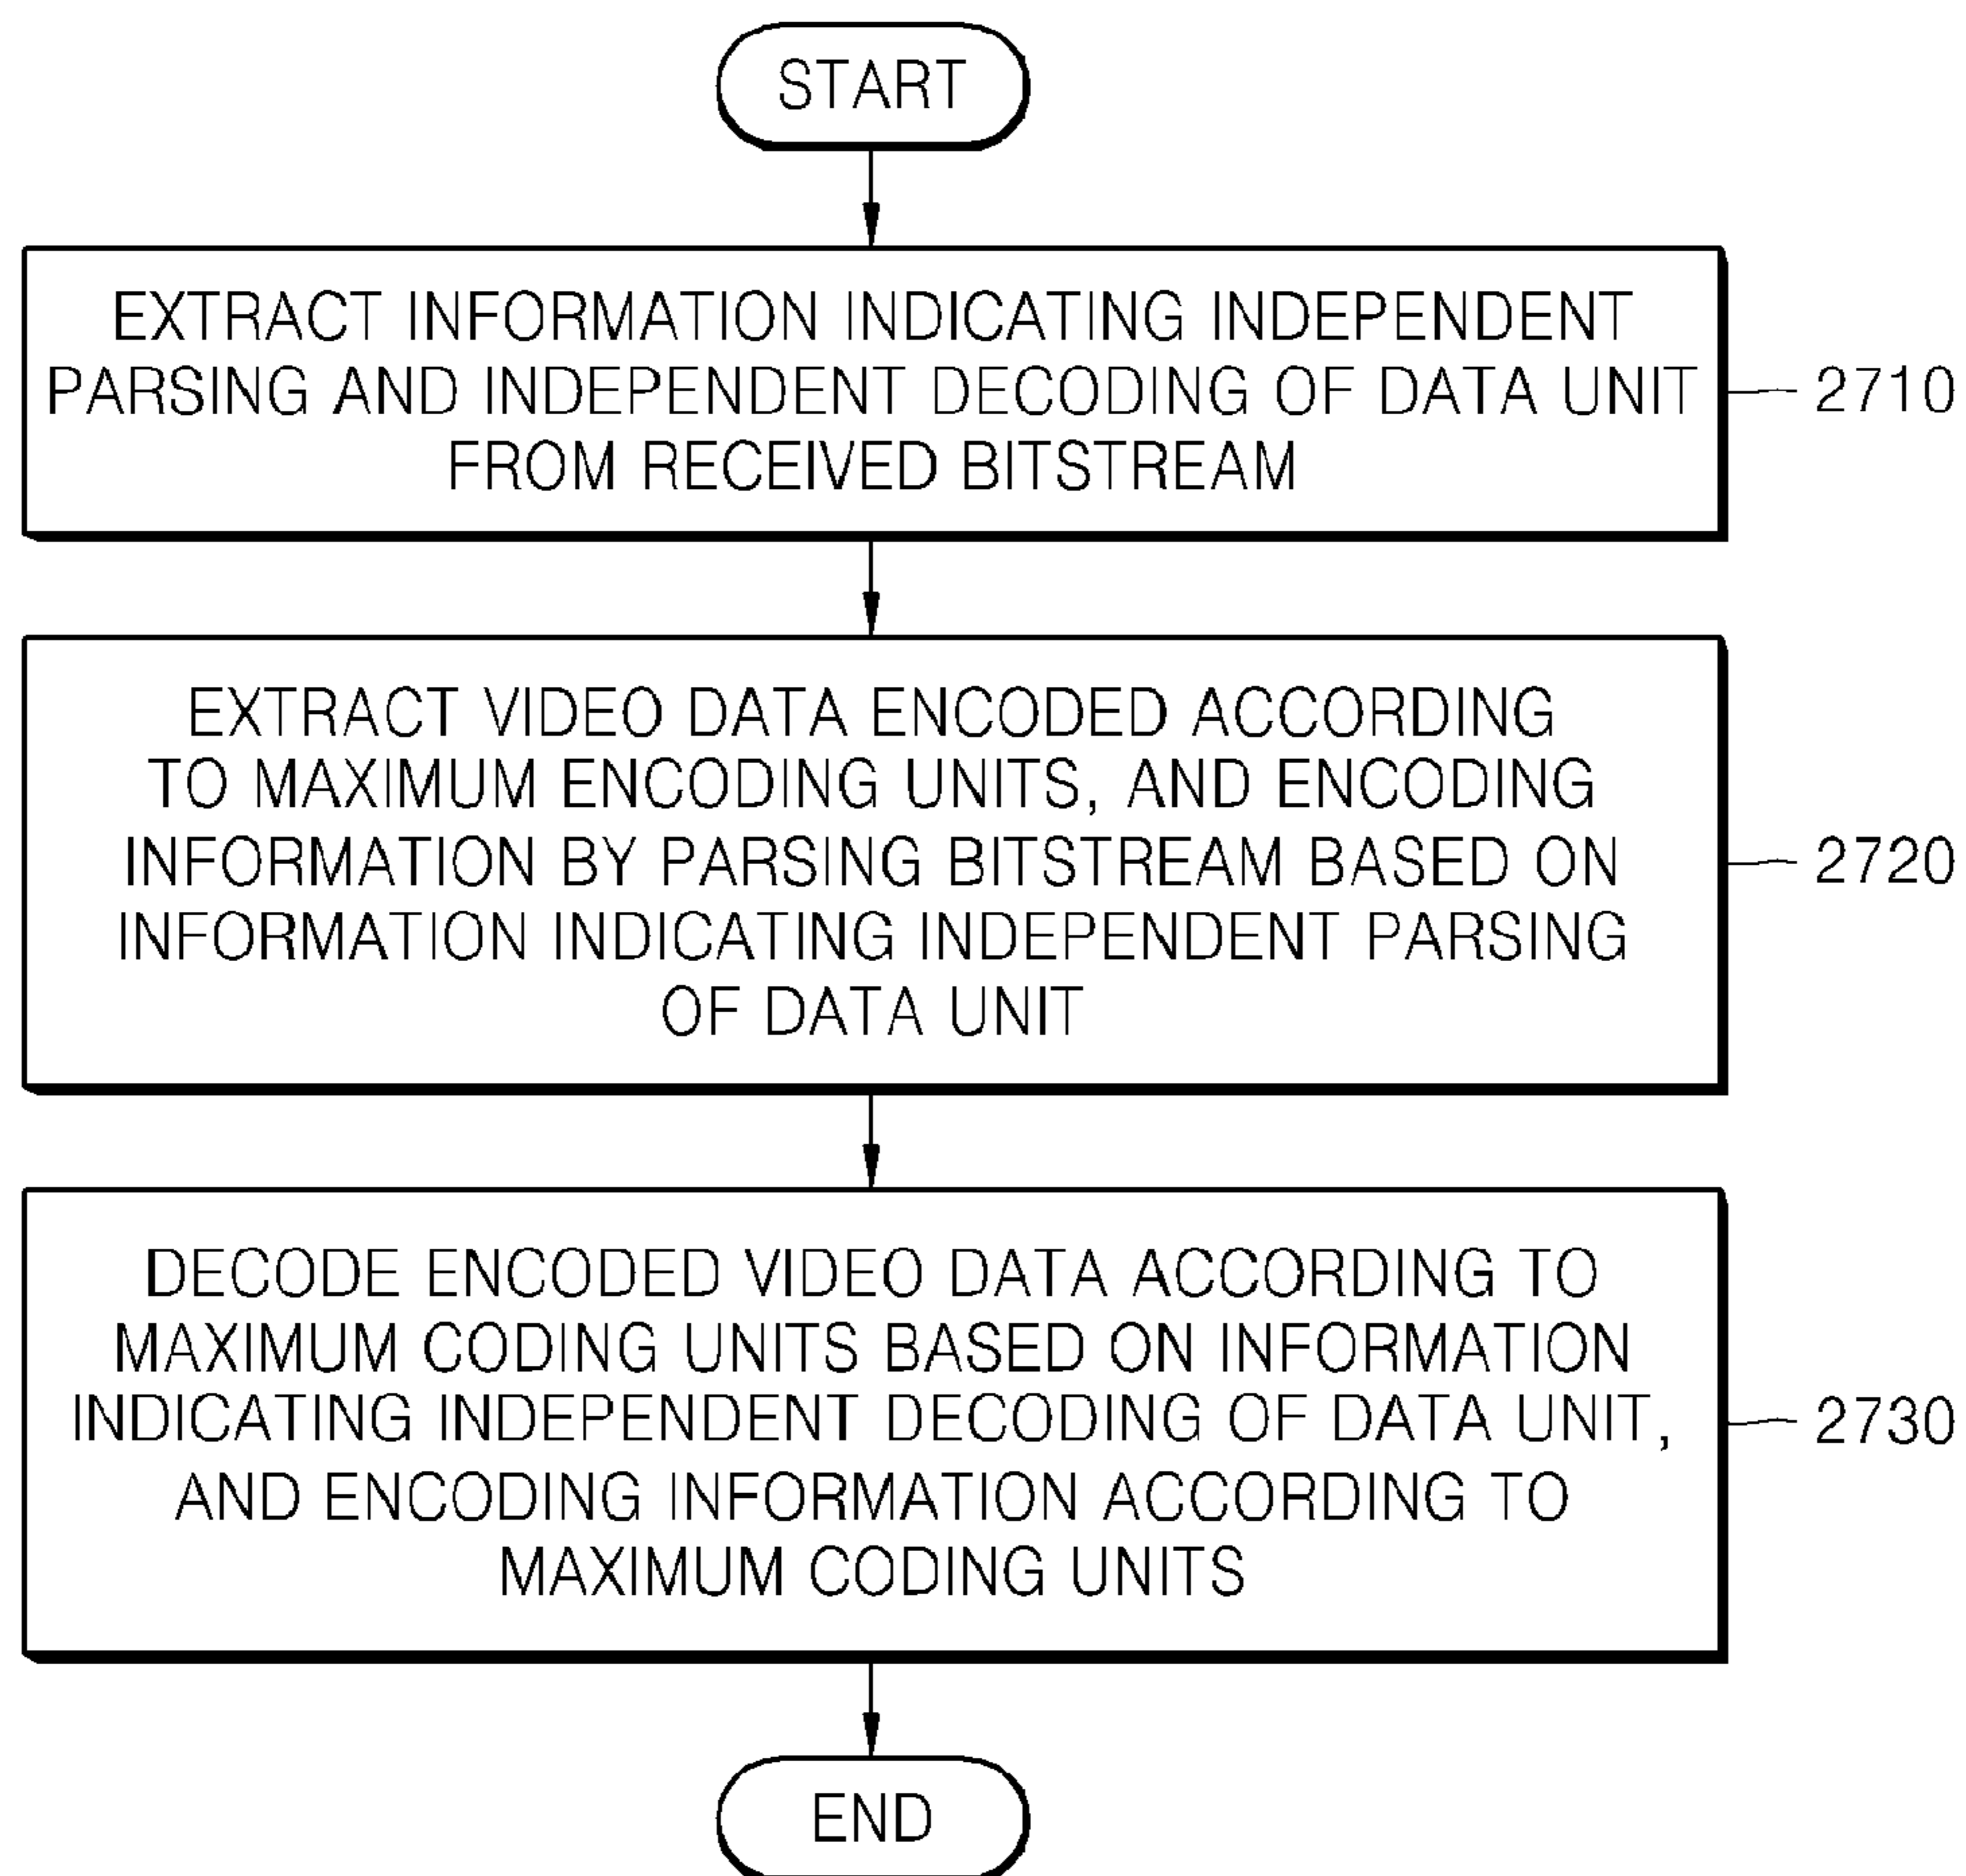 START
EXTRACT INFORMATION INDICATING INDEPENDENT
PARSING AND INDEPENDENT DECODING OF DATA UNIT
FROM RECEIVED BITSTREAM
2710
EXTRACT VIDEO DATA ENCODED ACCORDING
TO MAXIMUM ENCODING UNITS, AND ENCODING
INFORMATION BY PARSING BITSTREAM BASED ON
INFORMATION INDICATING INDEPENDENT PARSING
OF DATA UNIT
2720
DECODE ENCODED VIDEO DATA ACCORDING TO
MAXIMUM CODING UNITS BASED ON INFORMATION
INDICATING INDEPENDENT DECODING OF DATA UNIT,
AND ENCODING INFORMATION ACCORDING TO
MAXIMUM CODING UNITS
2730
END